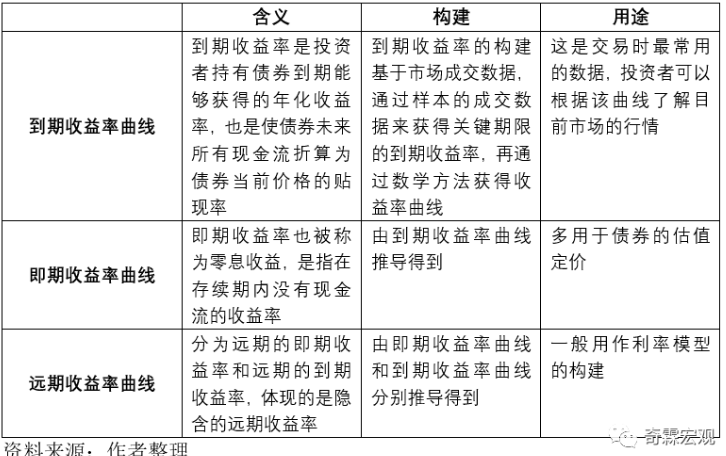 含义
构建
用途
到期收益率曲线
到期收益率是投资
者持有债券到期能
够获得的年化收益
率，也是使债券未来
所有现金流折算为
债券当前价格的贴
现率
到期收益率的构建
基于市场成交数据，
通过样本的成交数
据来获得关键期限
的到期收益率，再通
过数学方法获得收
益率曲线
这是交易时最常用
的数据，投资者可以
根据该曲线了解目
前市场的行情
即期收益率曲线
即期收益率也被称
为零息收益，是指在
存续期内没有现金
流的收益率
由到期收益率曲线
推导得到
多用于债券的估值
定价
远期收益率曲线
分为远期的即期收
益率和远期的到期
收益率，体现的是隐
含的远期收益率
由即期收益率曲线
和到期收益率曲线
分别推导得到
一般用作利率模型
的构建
奇霖宏观
资料来源：作者整理